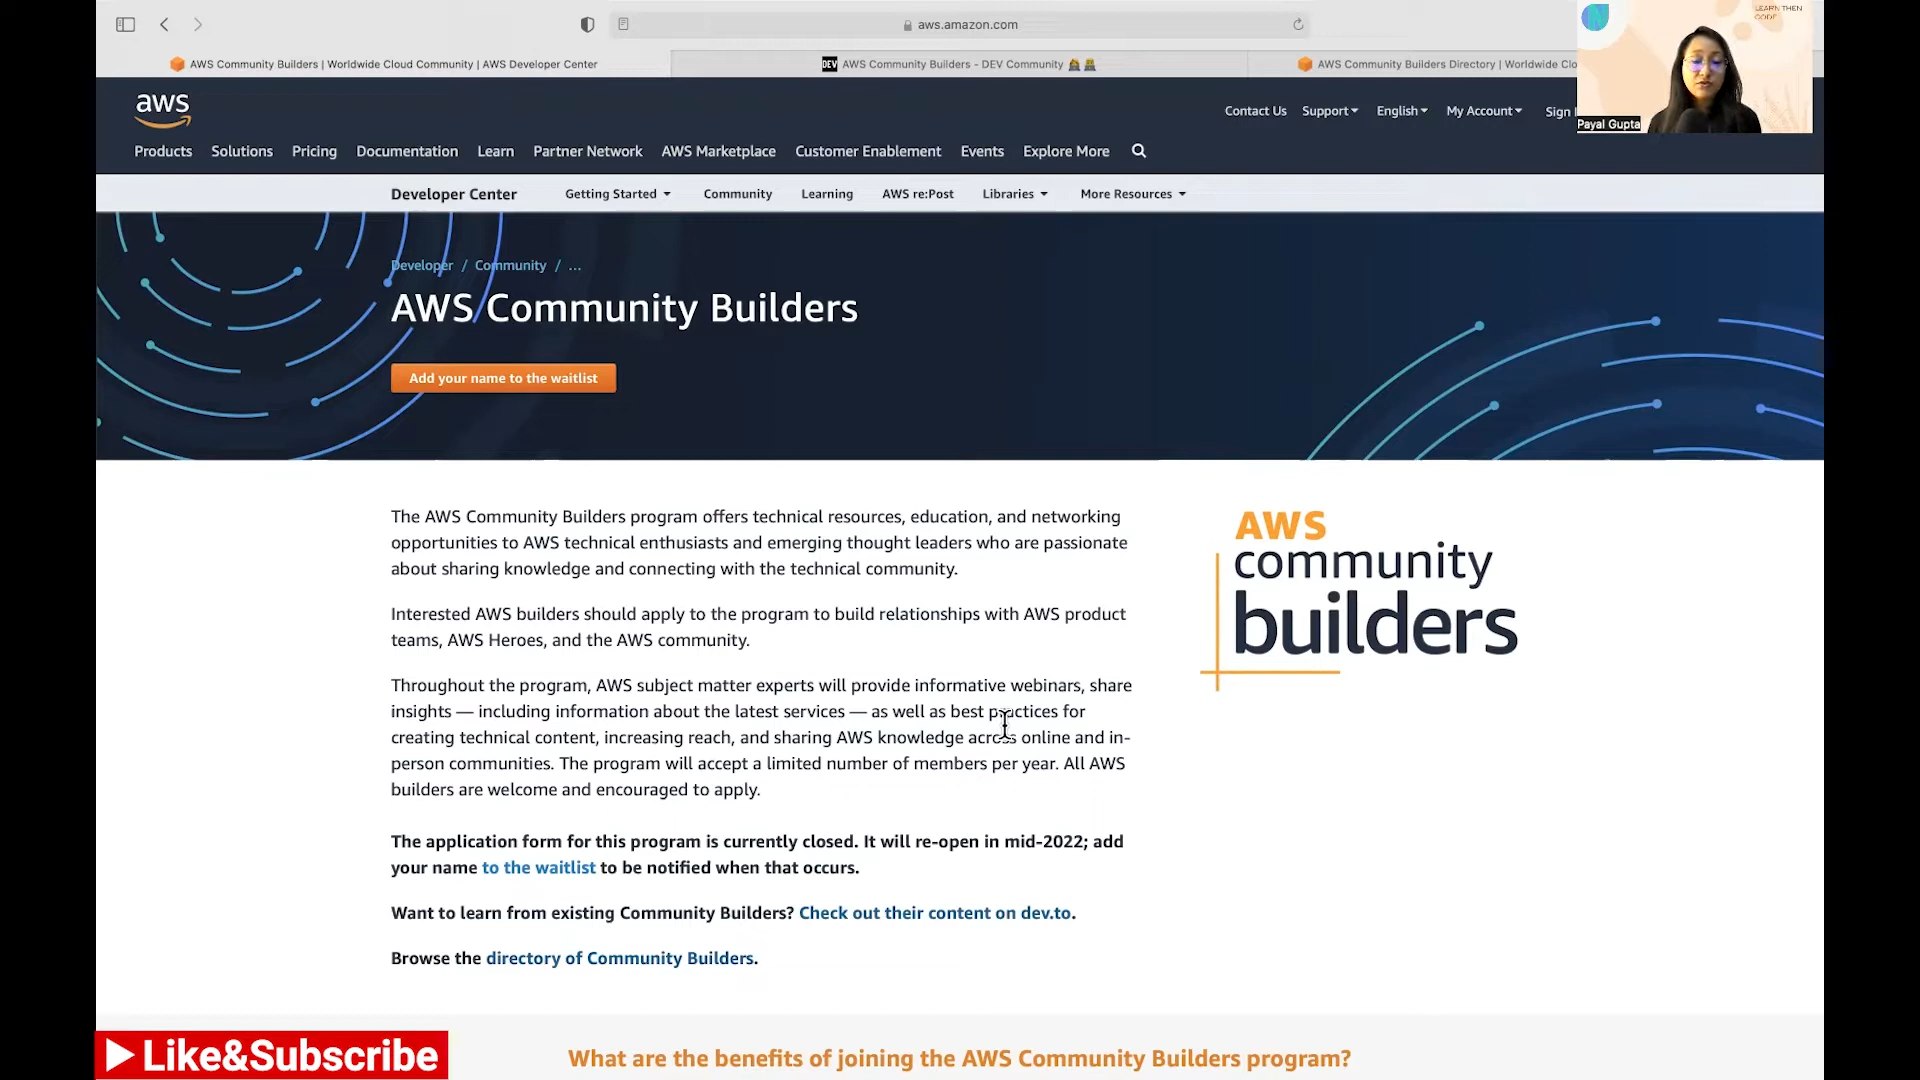 aws.amazon.com
LEARN THEN
CODE
AWS Community Builders | Worldwide Cloud Community | AWS Developer Center
DEV AWS Community Builders - DEV Community 👩‍💻 👨‍💻
AWS Community Builders Directory | Worldwide Clo
Payal Gupta
aws
Contact Us Support English My Account Sign
Products Solutions Pricing Documentation Learn Partner Network AWS Marketplace Customer Enablement Events Explore More
Developer Center Getting Started Community Learning AWS re:Post Libraries More Resources
Developer / Community / ...
AWS Community Builders
Add your name to the waitlist
The AWS Community Builders program offers technical resources, education, and networking
opportunities to AWS technical enthusiasts and emerging thought leaders who are passionate
about sharing knowledge and connecting with the technical community.
Interested AWS builders should apply to the program to build relationships with AWS product
teams, AWS Heroes, and the AWS community.
Throughout the program, AWS subject matter experts will provide informative webinars, share
insights — including information about the latest services — as well as best practices for
creating technical content, increasing reach, and sharing AWS knowledge across online and in-
person communities. The program will accept a limited number of members per year. All AWS
builders are welcome and encouraged to apply.
The application form for this program is currently closed. It will re-open in mid-2022; add
your name to the waitlist to be notified when that occurs.
Want to learn from existing Community Builders? Check out their content on dev.to.
Browse the directory of Community Builders.
AWS
community
builders
Like&Subscribe
What are the benefits of joining the AWS Community Builders program?